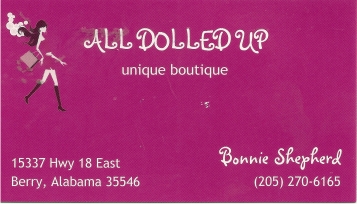 ALL DOLLED UP
unique boutique
15337 Hwy 18 East
Berry, Alabama 35546
Bonnie Shepherd
(205) 270-6165